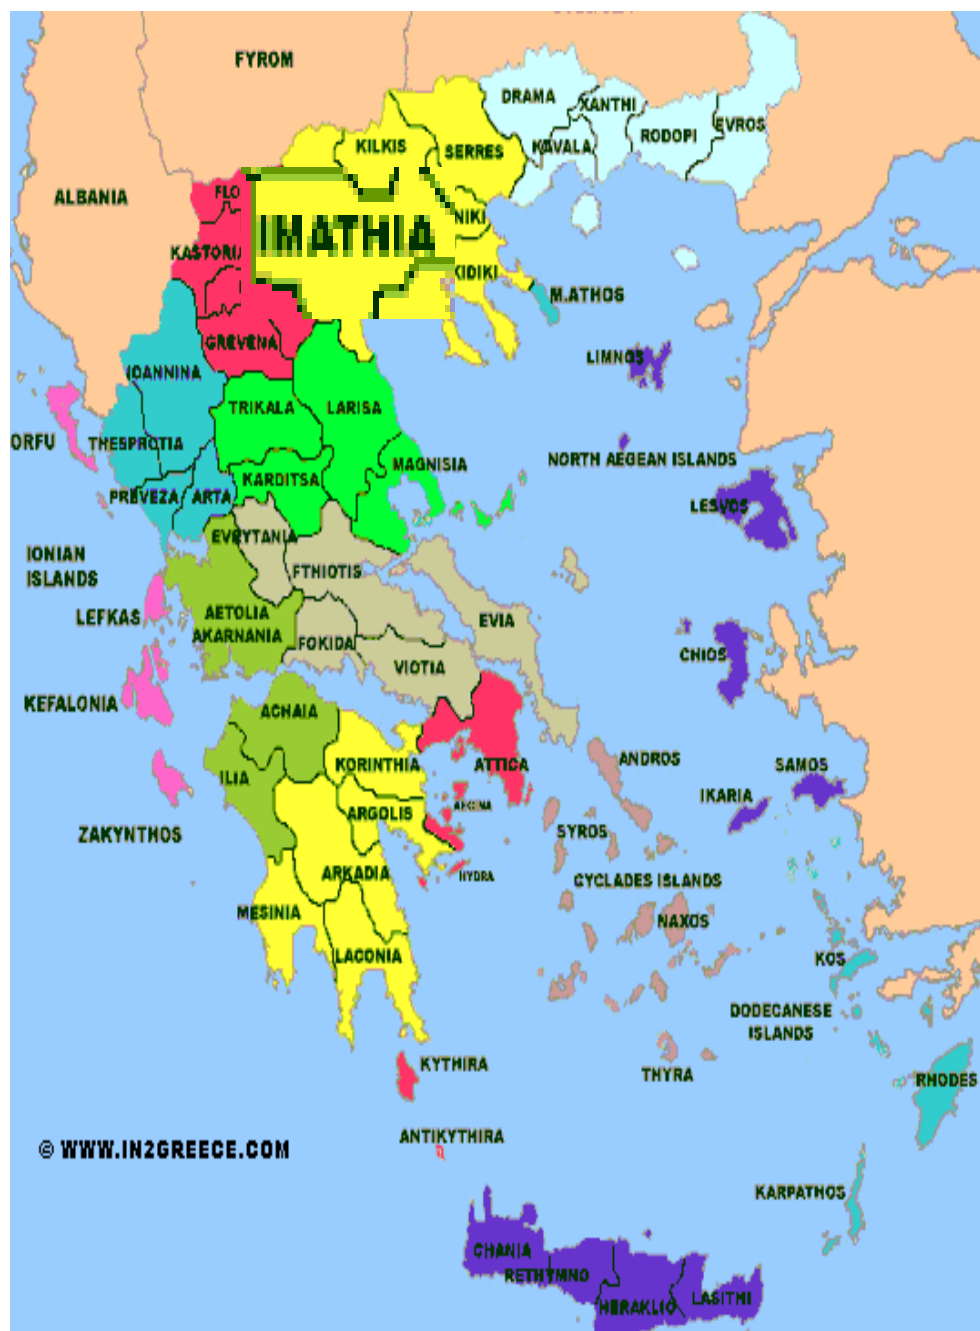 FYROM
DRAMA
XANTHI
EVROS
RODOPI
KAVALA
KILKIS
SERRES
ALBANIA
FLO
NIKI
IMATHIA
KASTORIA
KIDIKI
M.ATHOS
GREVENA
LIMNOS
IOANNINA
TRIKALA
LARISA
ORFU
THESPROTIA
NORTH AEGEAN ISLANDS
MAGNISIA
KARDITSA
PREVEZA
ARTA
LESVOS
EVRYTANIA
IONIAN
ISLANDS
FTHIOTIS
LEFKAS
AETOLIA
AKARNANIA
EVIA
FOKIDA
CHIOS
VIOTIA
KEFALONIA
ACHAIA
ANDROS
KORINTHIA
ATTICA
SAMOS
ILIA
IKARIA
AEGINA
ARGOLIS
ZAKYNTHOS
SYROS
ARKADIA
HYDRA
CYCLADES ISLANDS
MESINIA
NAXOS
LACONIA
KOS
DODECANESE
ISLANDS
KYTHIRA
THYRA
RHODES
ANTIKYTHIRA
© WWW.IN2GREECE.COM
KARPATHOS
CHANIA
RETHYMNO
HERAKLIO
LASITHI